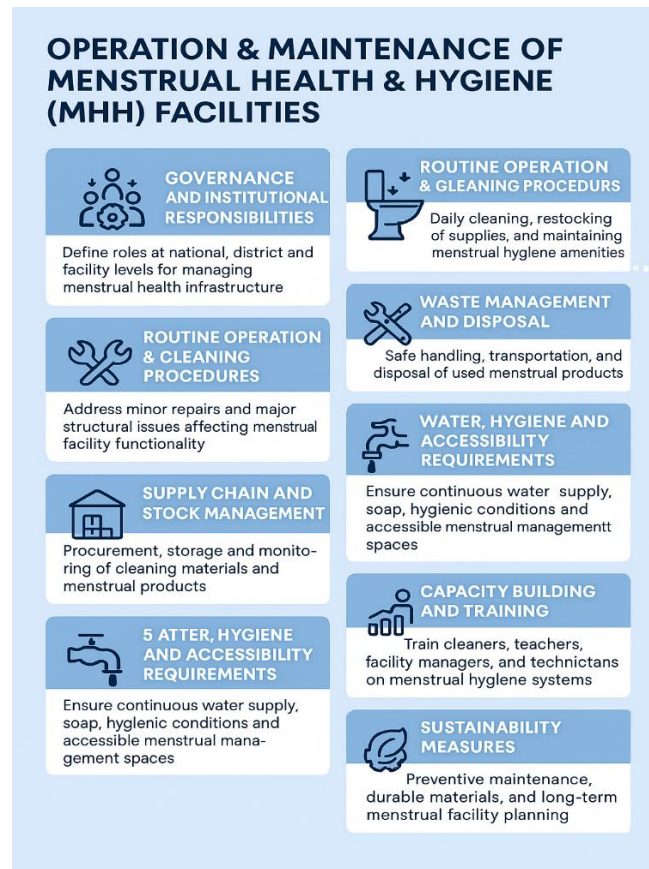 OPERATION & MAINTENANCE OF
MENSTRUAL HEALTH & HYGIENE
(MHH) FACILITIES
GOVERNANCE
AND INSTITUTIONAL
RESPONSIBILITIES
Define roles at national, district and
facility levels for managing
menstrual health infrastructure
ROUTINE OPERATION
& CLEANING
PROCEDURES
Address minor repairs and major
structural issues affecting menstrual
facility functionality
SUPPLY CHAIN AND
STOCK MANAGEMENT
Procurement, storage and monito-
ring of cleaning materials and
menstrual products
5 ATTER, HYGIENE
AND ACCESSIBILITY
REQUIREMENTS
Ensure continuous water supply,
soap, hyglenic conditions and
accessible menstrual mana-
gement spaces
ROUTINE OPERATION
& GLEANING PROCEDURS
Daily cleaning, restocking
of supplies, and maintaining
menstrual hygiene amenities
WASTE MANAGEMENT
AND DISPOSAL
Safe handling, transportation, and
disposal of used menstrual products
WATER, HYGIENE AND
ACCESSIBILITY
REQUIREMENTS
Ensure continuous water supply,
soap, hygienic conditions and
accessible menstrual managementt
spaces
CAPACITY BUILDING
AND TRAINING
Train cleaners, teachers,
facility managers, and technictans
on menstrual hygiene systems
SUSTAINABILITY
MEASURES
Preventive maintenance,
durable materials, and long-term
menstrual facility planning